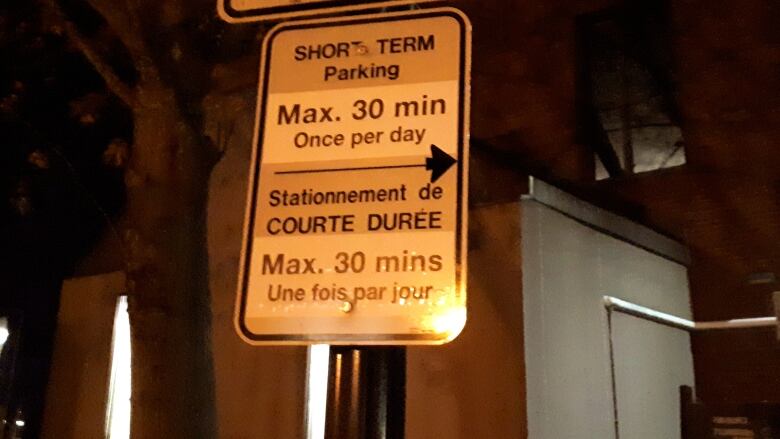 SHORT TERM
Parking
Max. 30 min
Once per day
Stationnement de
COURTE DURÉE
Max. 30 mins
Une fois par jour